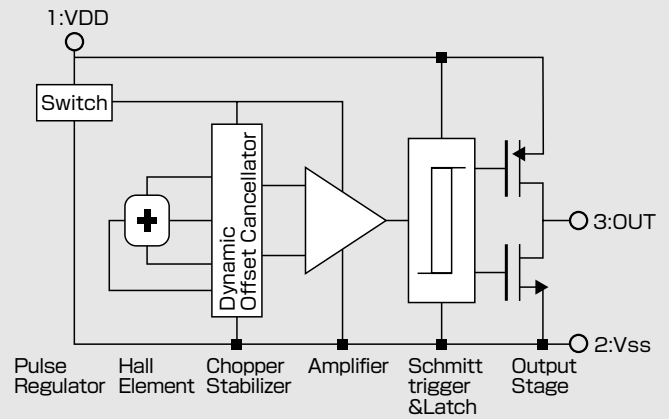 1:VDD
Switch
Dynamic
Offset Cancellator
3:OUT
2:Vss
Pulse
Regulator
Hall
Element
Chopper
Stabilizer
Amplifier
Schmitt
trigger
&Latch
Output
Stage